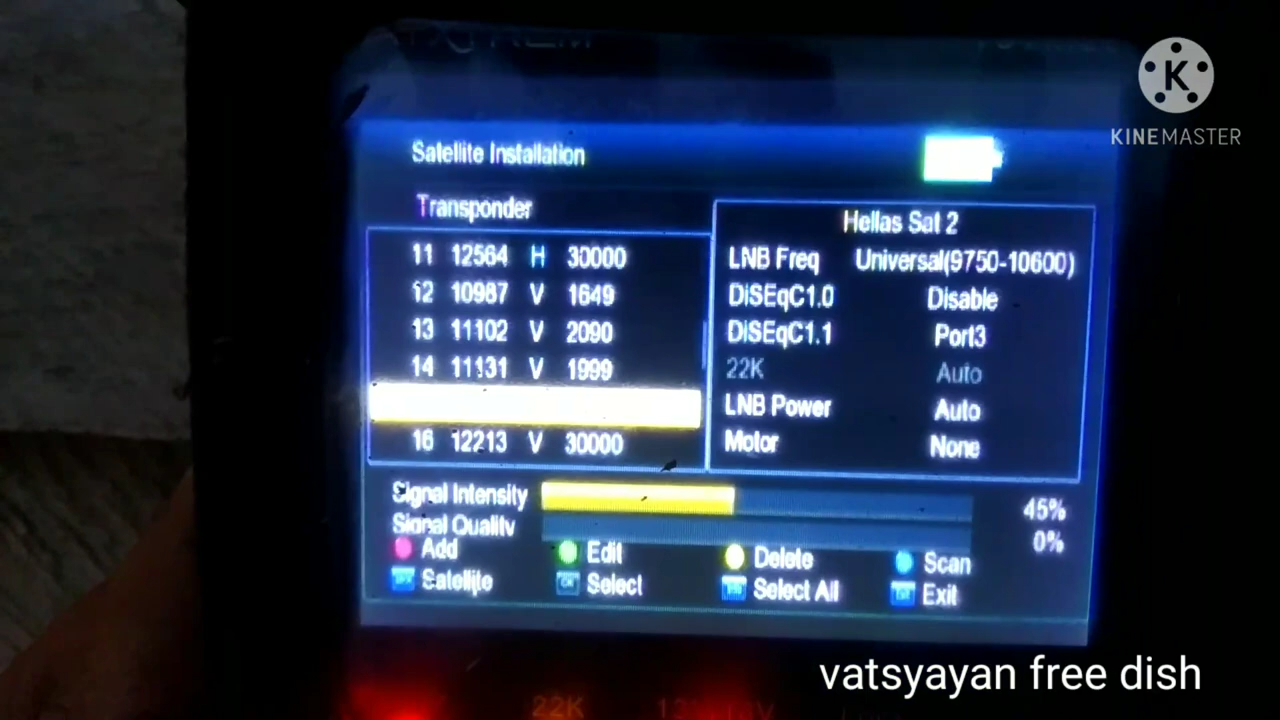 KINEMASTER
Satellite Installation
Transponder
Hellas Sat 2
11 12564 H 30000
12 10987 V 1649
13 11102 V 2090
14 11131 V 1999
16 12213 V 30000
LNB Freq Universal(9750-10600)
DiSEqC1.0 Disable
DiSEqC1.1 Port3
22K Auto
LNB Power Auto
Motor None
Signal Intensity 45%
Signal Quality 0%
Add Edit Delete Scan
Satellite OK Select Select All Exit
22K
vatsyayan free dish